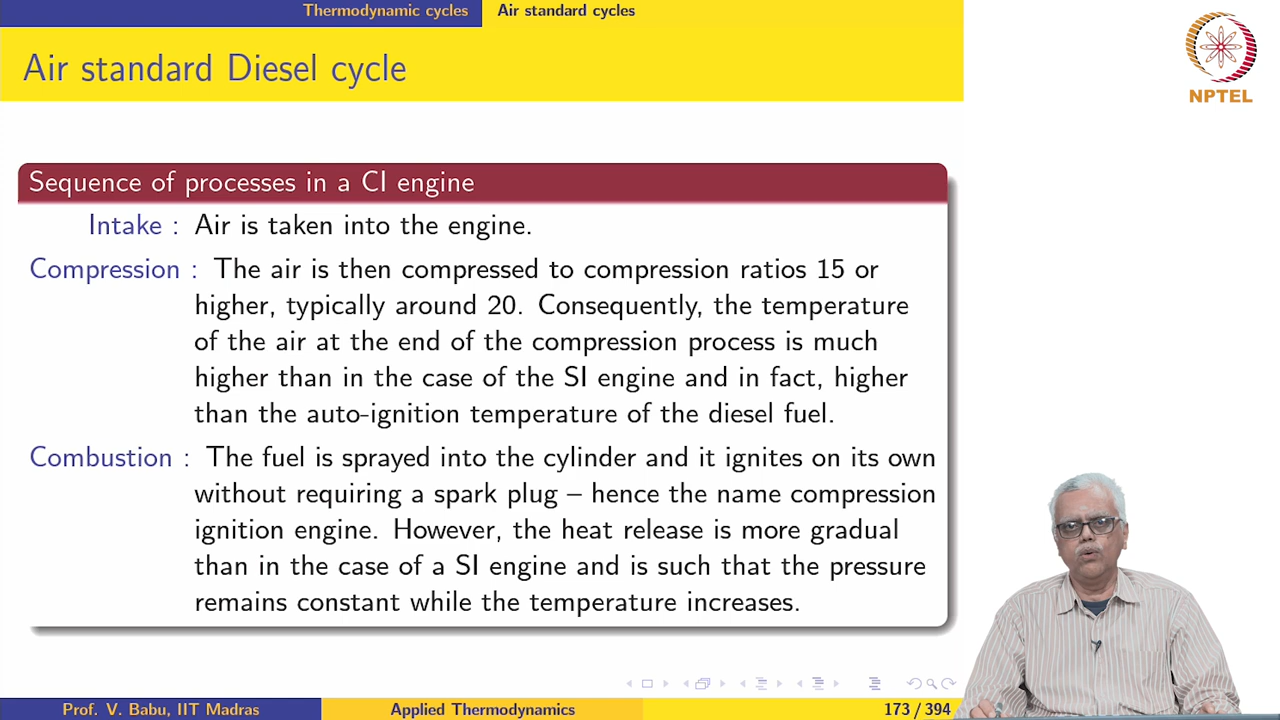 Thermodynamic cycles Air standard cycles
Air standard Diesel cycle
NPTEL
Sequence of processes in a CI engine
Intake : Air is taken into the engine.
Compression : The air is then compressed to compression ratios 15 or
higher, typically around 20. Consequently, the temperature
of the air at the end of the compression process is much
higher than in the case of the SI engine and in fact, higher
than the auto-ignition temperature of the diesel fuel.
Combustion : The fuel is sprayed into the cylinder and it ignites on its own
without requiring a spark plug – hence the name compression
ignition engine. However, the heat release is more gradual
than in the case of a SI engine and is such that the pressure
remains constant while the temperature increases.
Prof. V. Babu, IIT Madras Applied Thermodynamics 173 / 394